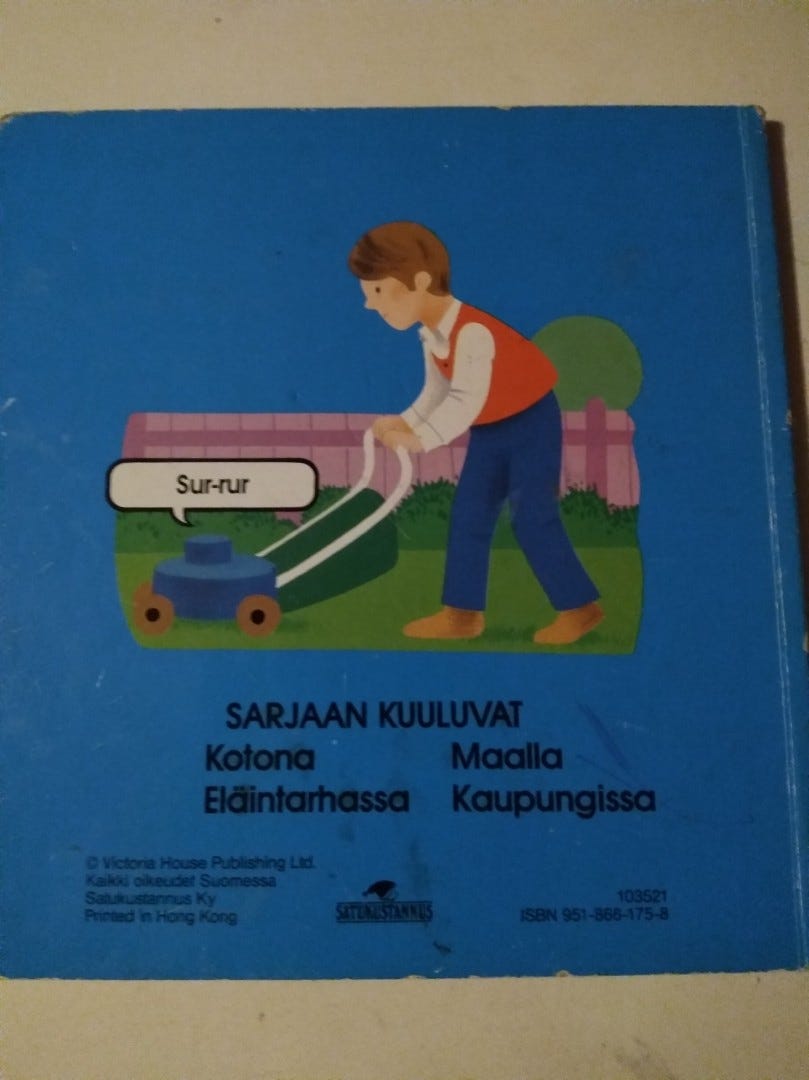 Sur-rur
SARJAAN KUULUVAT
Kotona Maalla
Eläintarhassa Kaupungissa
© Victoria House Publishing Ltd.
Kaikki oikeudet Suomessa
Satukustannus Ky
Printed in Hong Kong
SATUKUSTANNUS
103521
ISBN 951-866-175-8